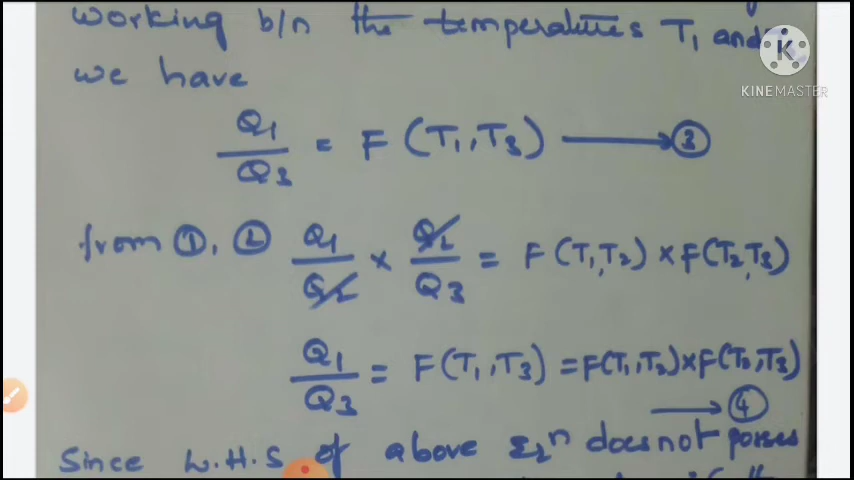 working b/n the temperatures T₁ and
we have
Q₁/Q₃ = F (T₁,T₃) ⟶ ③
from ①, ② Q₁/Q₂ × Q₂/Q₃ = F(T₁,T₂) × F(T₂,T₃)
Q₁/Q₃ = F(T₁,T₃) = F(T₁,T₂)×F(T₂,T₃)
⟶ ④
Since L.H.S of above Eqⁿ does not posses
K
KINEMASTER